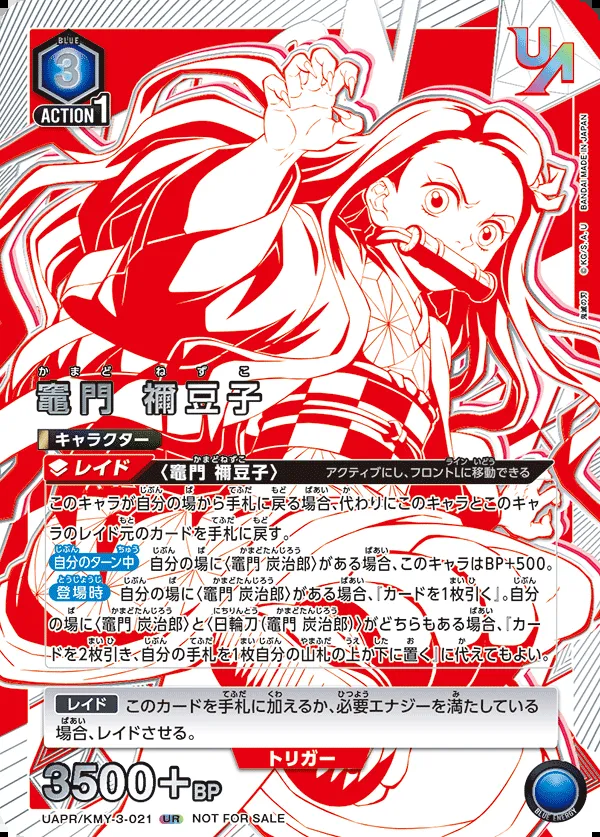 BLUE
3
ACTION 1
UA
BANDAI MADE IN JAPAN
©KG/S,A,U
鬼滅の刃
かまど ねずこ
竈門 禰豆子
キャラクター
レイド 〈竈門 禰豆子〉 アクティブにし、フロントLに移動できる
このキャラが自分の場から手札に戻る場合、代わりにこのキャラとこのキャ
ラのレイド元のカードを手札に戻す。
自分のターン中 自分の場に〈竈門 炭治郎〉がある場合、このキャラはBP+500。
登場時 自分の場に〈竈門 炭治郎〉がある場合、『カードを1枚引く』。自分
の場に〈竈門 炭治郎〉と〈日輪刀(竈門 炭治郎)〉がどちらもある場合、『カー
ドを2枚引き、自分の手札を1枚自分の山札の上か下に置く』に代えてもよい。
レイド このカードを手札に加えるか、必要エナジーを満たしている
場合、レイドさせる。
トリガー
3500+BP
BLUE ENERGY
UAPR/KMY-3-021 UR NOT FOR SALE